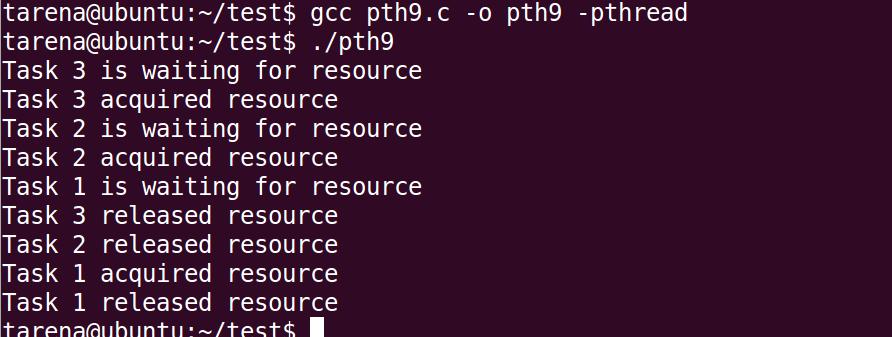 tarena@ubuntu:~/test$ gcc pth9.c -o pth9 -pthread
tarena@ubuntu:~/test$ ./pth9
Task 3 is waiting for resource
Task 3 acquired resource
Task 2 is waiting for resource
Task 2 acquired resource
Task 1 is waiting for resource
Task 3 released resource
Task 2 released resource
Task 1 acquired resource
Task 1 released resource
tarena@ubuntu:~/test$